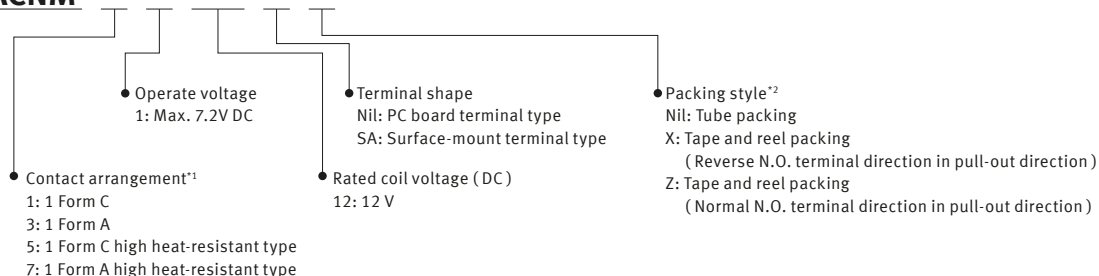 ACNM
Operate voltage
1: Max. 7.2V DC
Terminal shape
Nil: PC board terminal type
SA: Surface-mount terminal type
Packing style*2
Nil: Tube packing
X: Tape and reel packing
( Reverse N.O. terminal direction in pull-out direction )
Z: Tape and reel packing
( Normal N.O. terminal direction in pull-out direction )
Contact arrangement*1
1: 1 Form C
3: 1 Form A
5: 1 Form C high heat-resistant type
7: 1 Form A high heat-resistant type
Rated coil voltage ( DC )
12: 12 V